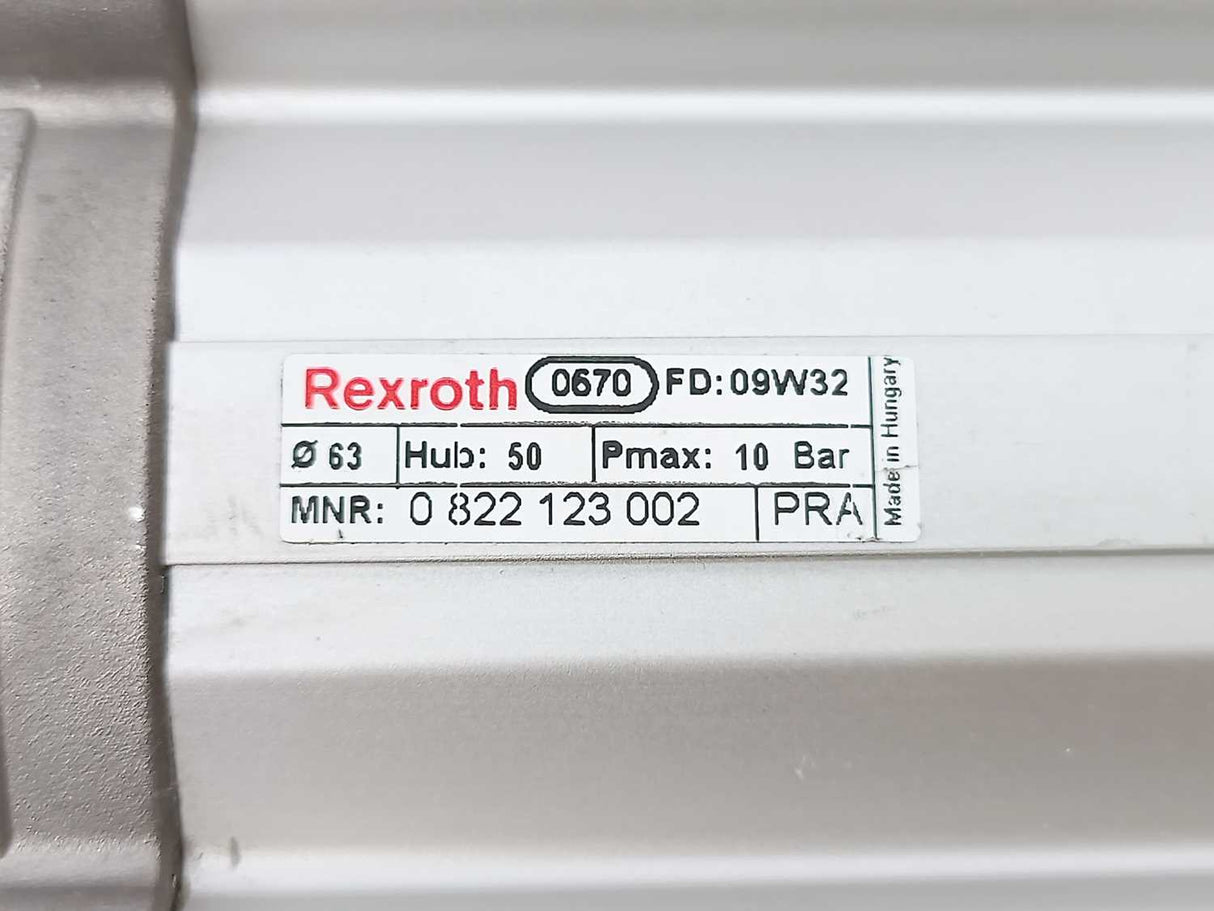 Rexroth 0670 FD:09W32
Ø 63 Hub: 50 Pmax: 10 Bar
MNR: 0 822 123 002 PRA
Made in Hungary